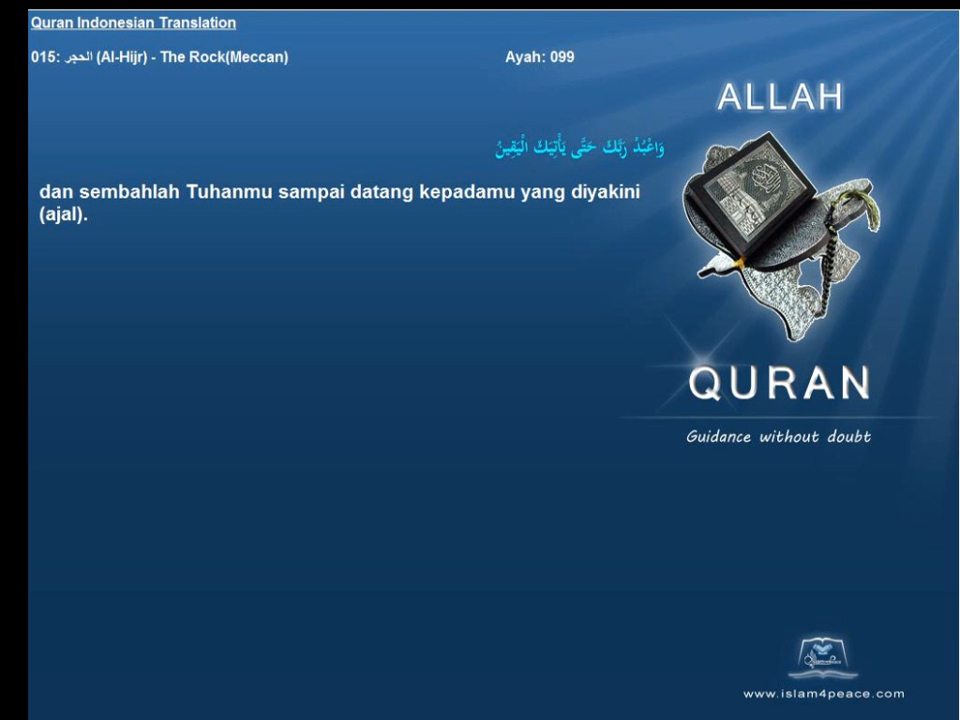 Quran Indonesian Translation
015: الحجر (Al-Hijr) - The Rock(Meccan) Ayah: 099
ALLAH
وَاعْبُدْ رَبَّكَ حَتَّى يَأْتِيَكَ الْيَقِينُ
dan sembahlah Tuhanmu sampai datang kepadamu yang diyakini
(ajal).
QURAN
Guidance without doubt
www.islam4peace.com